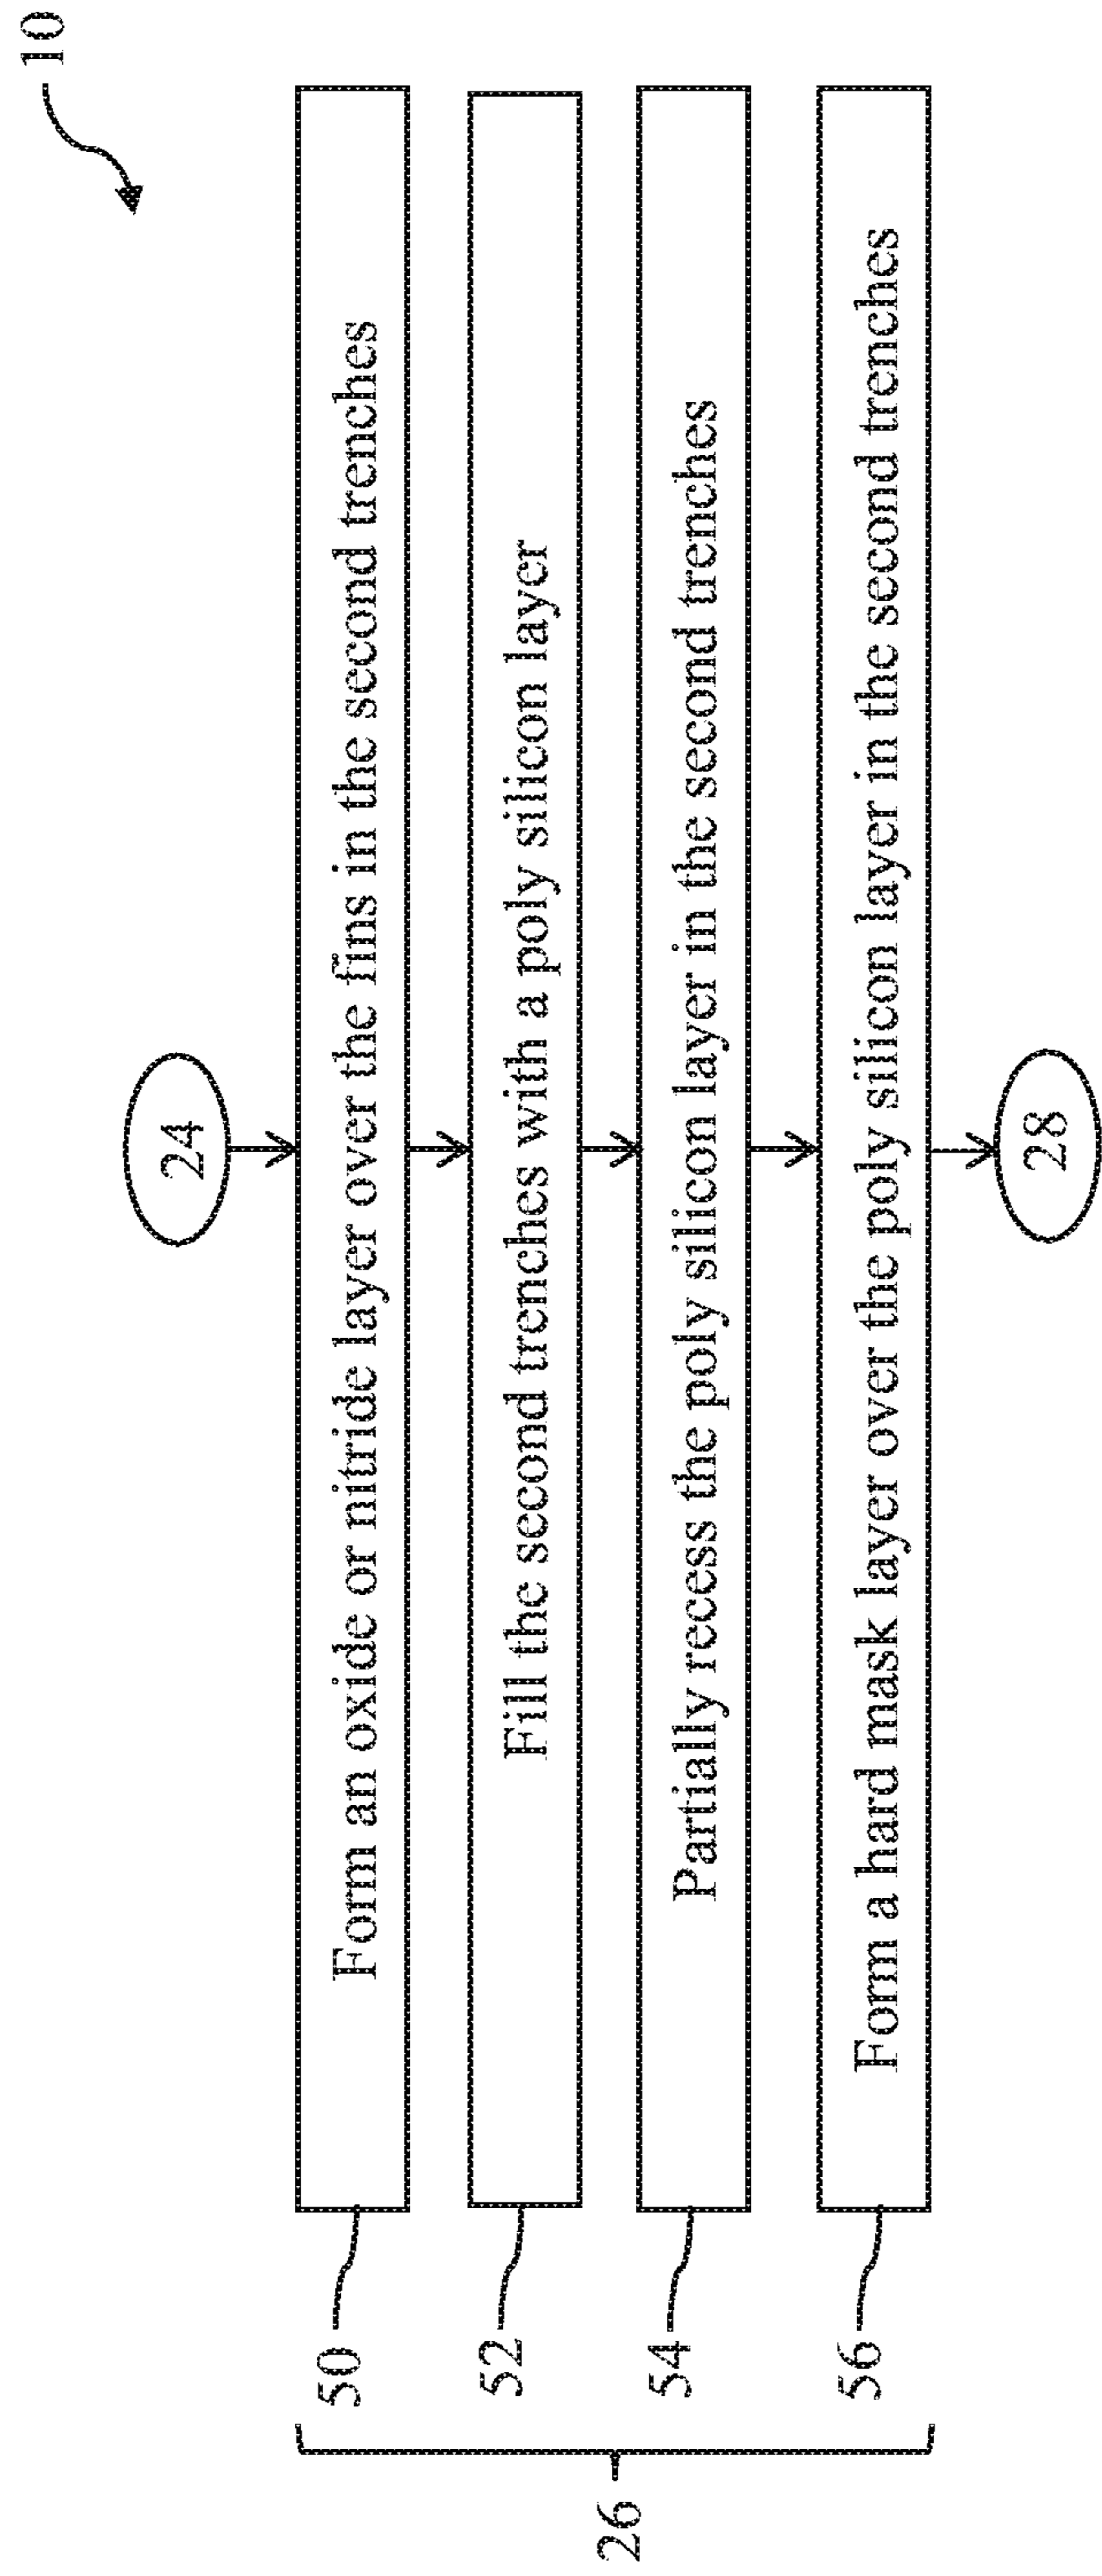 10
24
50
Form an oxide or nitride layer over the fins in the second trenches
52
Fill the second trenches with a poly silicon layer
26
54
Partially recess the poly silicon layer in the second trenches
56
Form a hard mask layer over the poly silicon layer in the second trenches
28